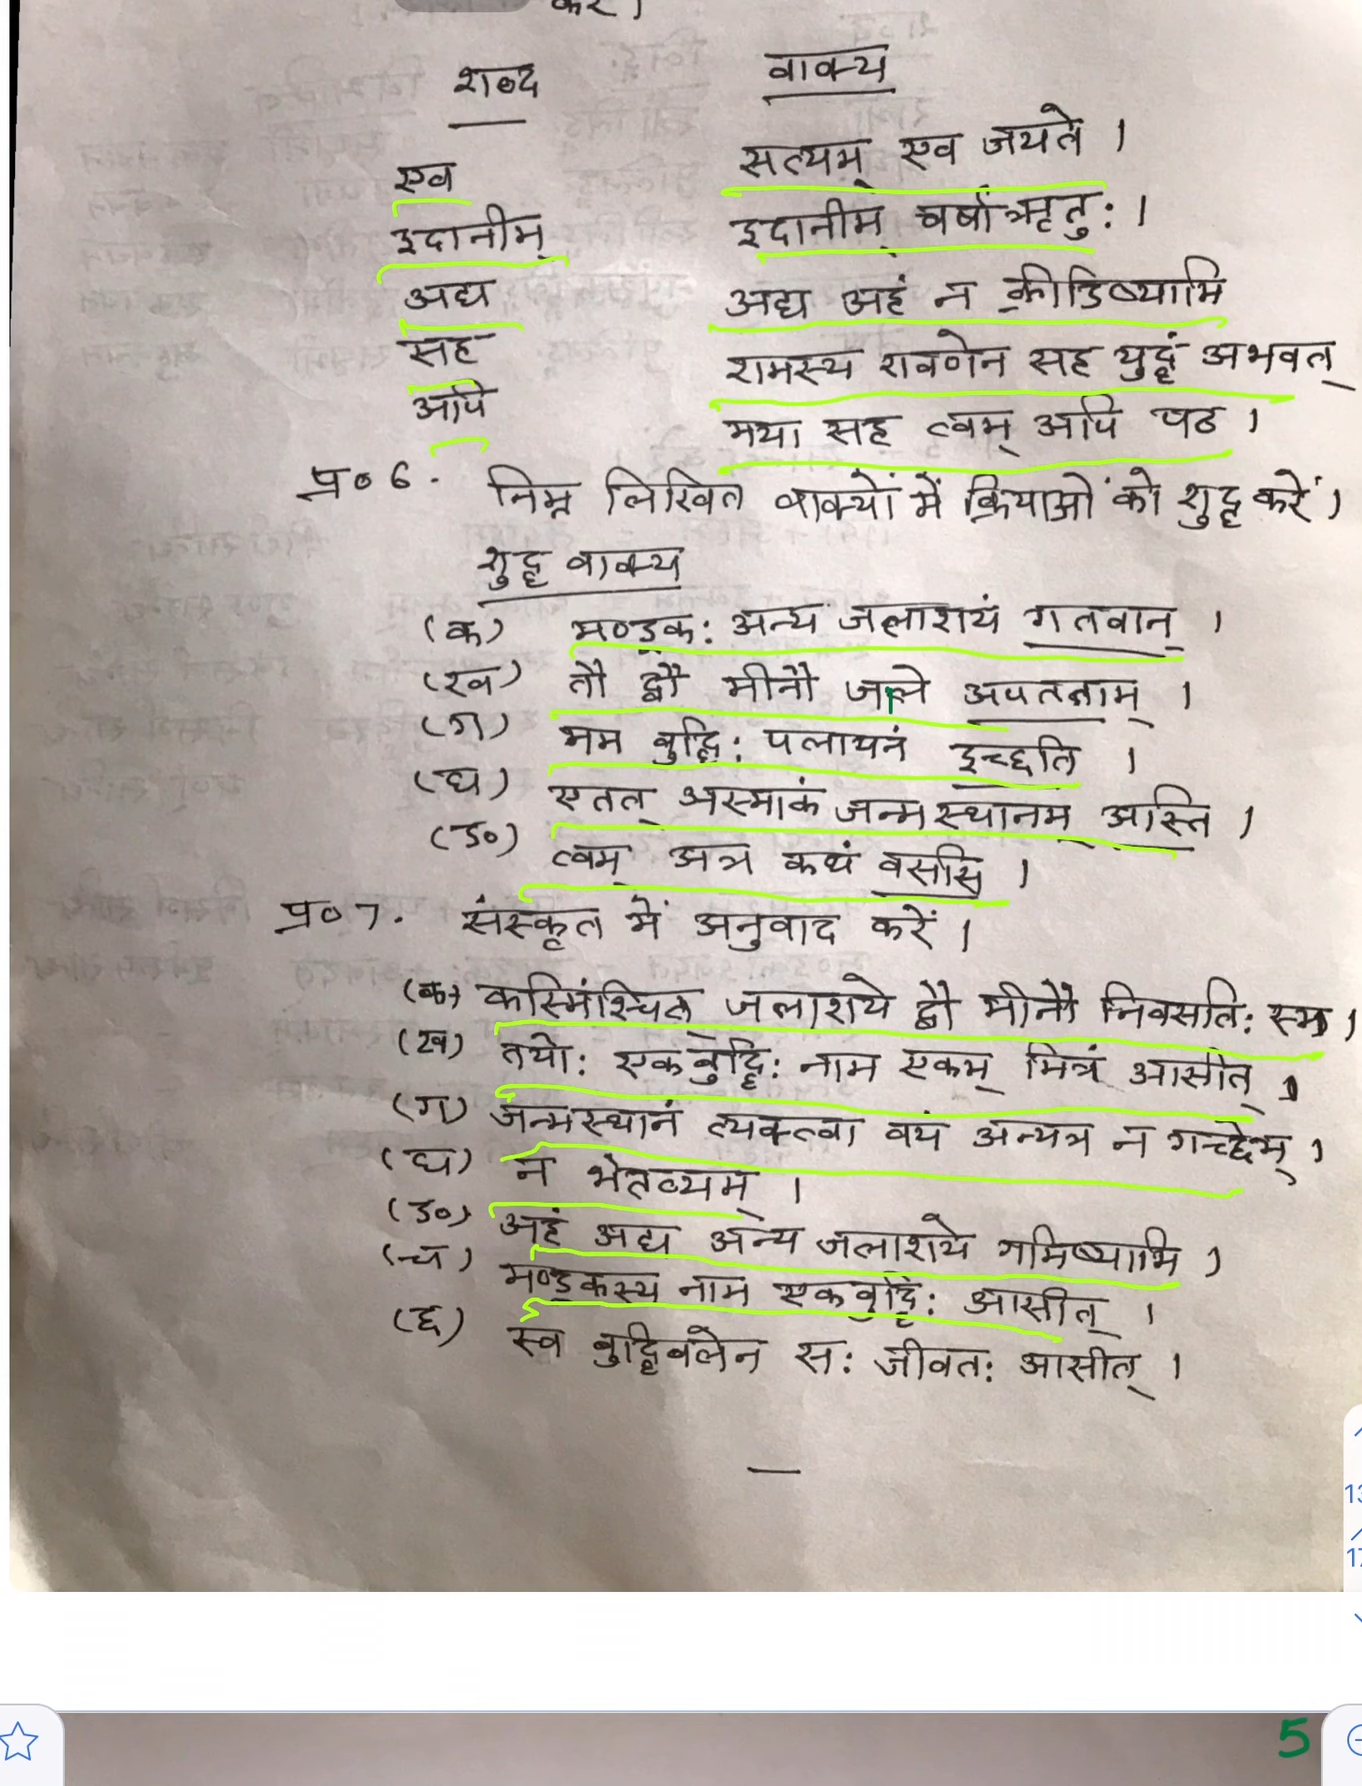 करें।
शब्द वाक्य
एव सत्यम् एव जयते ।
इदानीम् इदानीम् वर्षाऋतुः ।
अद्य अद्य अहं न क्रीडिष्यामि
सह रामस्य रावणेन सह युद्धं अभवत्
अपि मया सह त्वम् अपि पठ ।
प्र० 6. निम्न लिखित वाक्यों में क्रियाओं को शुद्ध करें।
शुद्ध वाक्य
(क) मण्डूकः अन्य जलाशयं गतवान् ।
(ख) तौ द्वौ मीनौ जले अपतताम् ।
(ग) मम बुद्धिः पलायनं इच्छति ।
(घ) एतत् अस्माकं जन्मस्थानम् अस्ति ।
(ङ) त्वम् अत्र कथं वससि ।
प्र० 7. संस्कृत में अनुवाद करें ।
(क) कस्मिंश्चित् जलाशये द्वौ मीनौ निवसतिः स्म ।
(ख) तयोः एकबुद्धिः नाम एकम् मित्रं आसीत् ।
(ग) जन्मस्थानं त्यक्त्वा वयं अन्यत्र न गच्छेम् ।
(घ) न भेतव्यम् ।
(ङ) अहं अद्य अन्य जलाशये गमिष्यामि ।
(च) मण्डूकस्य नाम एकबुद्धिः आसीत् ।
(छ) स्व बुद्धिबलेन सः जीवतः आसीत् ।
5